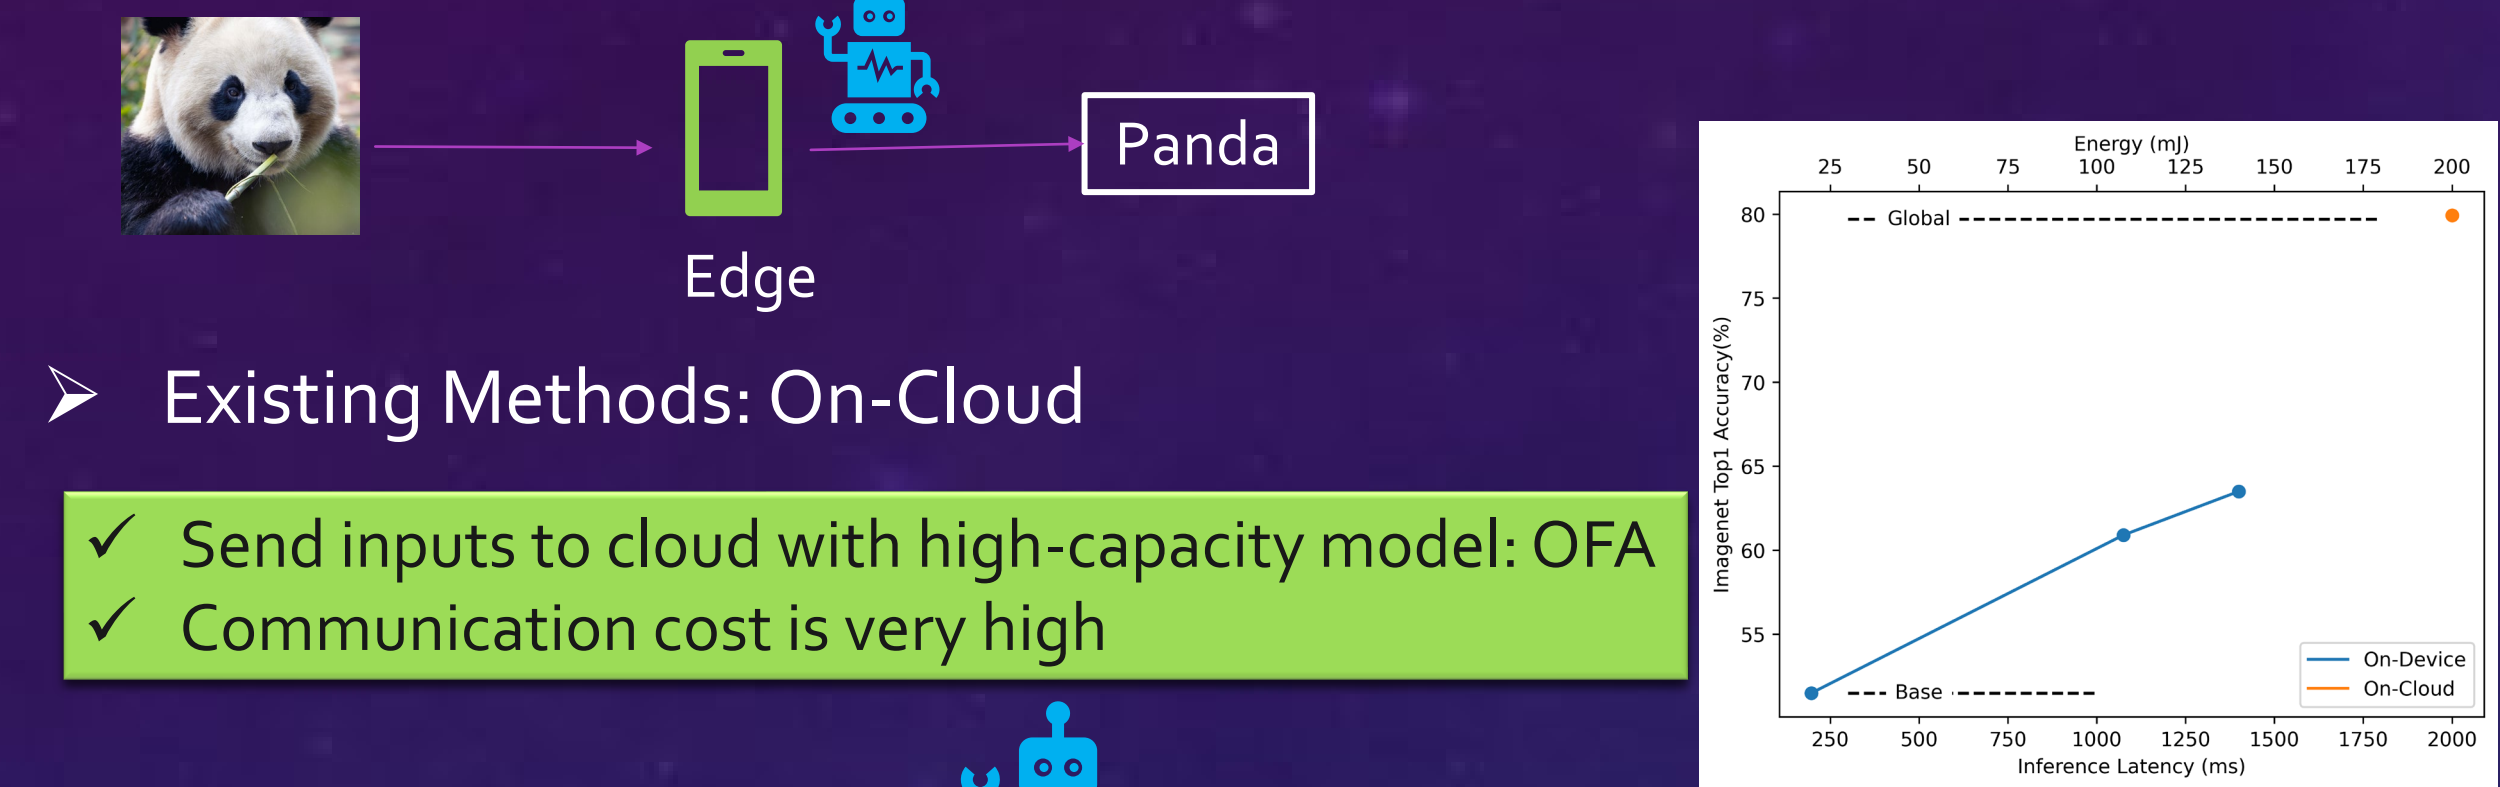 Panda
Edge
Existing Methods: On-Cloud
Send inputs to cloud with high-capacity model: OFA
Communication cost is very high
Energy (mJ)
25 50 75 100 125 150 175 200
80
Global
75
70
65
60
55
Imagenet Top1 Accuracy(%)
Base
On-Device
On-Cloud
250 500 750 1000 1250 1500 1750 2000
Inference Latency (ms)